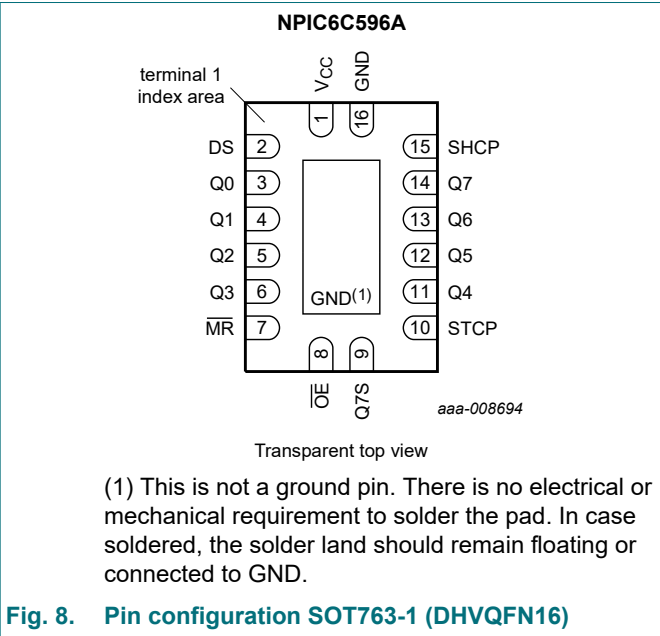 NPIC6C596A
terminal 1
index area
VCC
GND
1
16
DS 2
15 SHCP
Q0 3
14 Q7
Q1 4
13 Q6
Q2 5
12 Q5
Q3 6
GND(1)
11 Q4
M̅R̅ 7
10 STCP
8
9
O̅E̅
Q7S
aaa-008694
Transparent top view
(1) This is not a ground pin. There is no electrical or
mechanical requirement to solder the pad. In case
soldered, the solder land should remain floating or
connected to GND.
Fig. 8. Pin configuration SOT763-1 (DHVQFN16)